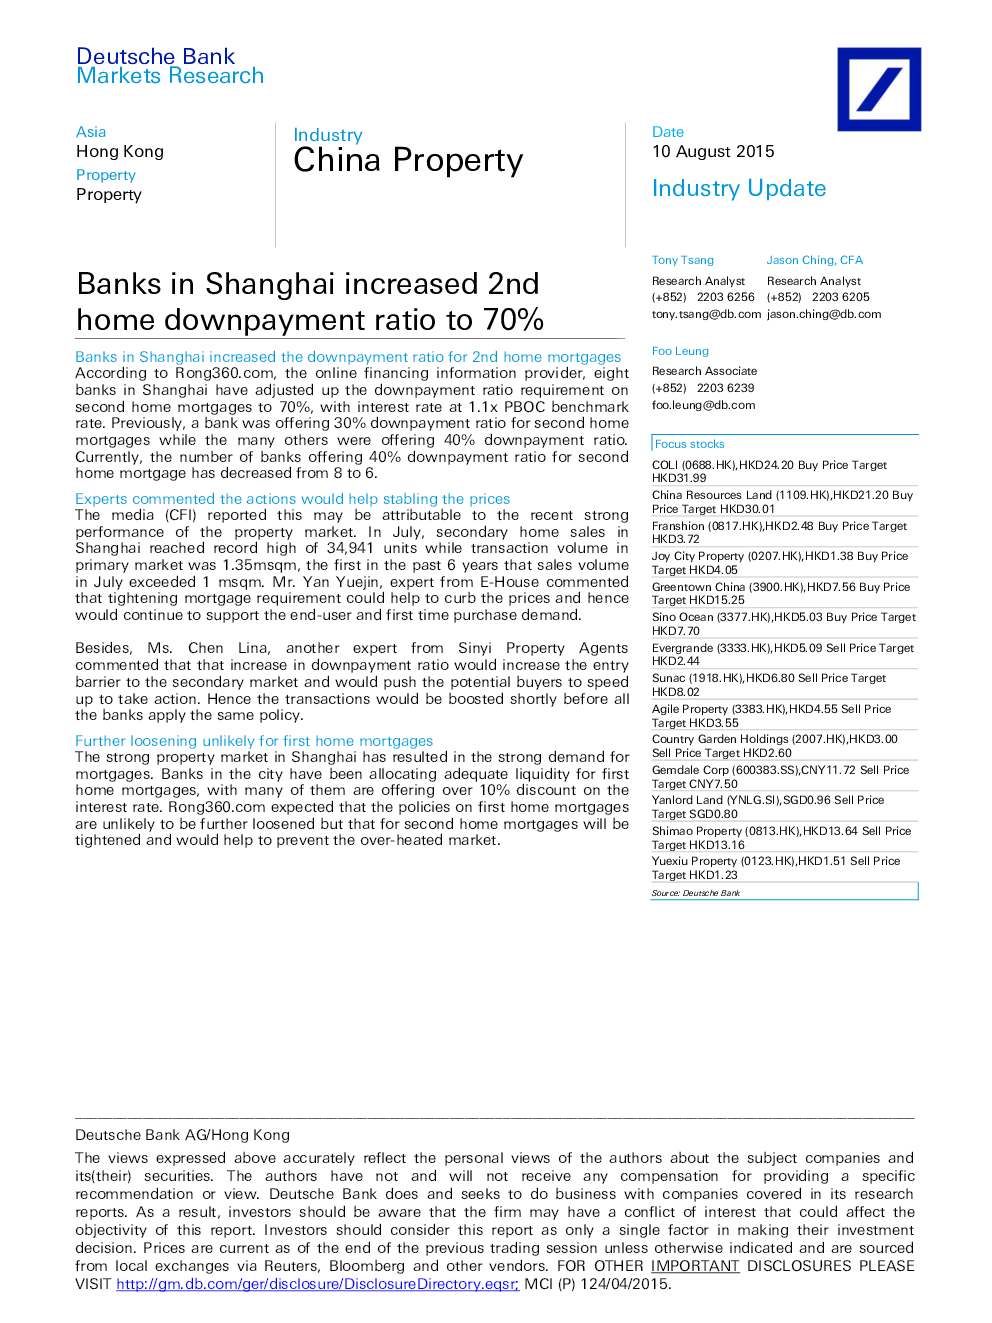 Deutsche Bank
Markets Research
Asia
Hong Kong
Property
Property
Industry
China Property
Date
10 August 2015
Industry Update
Banks in Shanghai increased 2nd
home downpayment ratio to 70%
Banks in Shanghai increased the downpayment ratio for 2nd home mortgages
According to Rong360.com, the online financing information provider, eight
banks in Shanghai have adjusted up the downpayment ratio requirement on
second home mortgages to 70%, with interest rate at 1.1x PBOC benchmark
rate. Previously, a bank was offering 30% downpayment ratio for second home
mortgages while the many others were offering 40% downpayment ratio.
Currently, the number of banks offering 40% downpayment ratio for second
home mortgage has decreased from 8 to 6.
Experts commented the actions would help stabling the prices
The media (CFI) reported this may be attributable to the recent strong
performance of the property market. In July, secondary home sales in
Shanghai reached record high of 34,941 units while transaction volume in
primary market was 1.35msqm, the first in the past 6 years that sales volume
in July exceeded 1 msqm. Mr. Yan Yuejin, expert from E-House commented
that tightening mortgage requirement could help to curb the prices and hence
would continue to support the end-user and first time purchase demand.
Besides, Ms. Chen Lina, another expert from Sinyi Property Agents
commented that that increase in downpayment ratio would increase the entry
barrier to the secondary market and would push the potential buyers to speed
up to take action. Hence the transactions would be boosted shortly before all
the banks apply the same policy.
Further loosening unlikely for first home mortgages
The strong property market in Shanghai has resulted in the strong demand for
mortgages. Banks in the city have been allocating adequate liquidity for first
home mortgages, with many of them are offering over 10% discount on the
interest rate. Rong360.com expected that the policies on first home mortgages
are unlikely to be further loosened but that for second home mortgages will be
tightened and would help to prevent the over-heated market.
Tony Tsang
Research Analyst
(+852) 2203 6256
tony.tsang@db.com
Jason Ching, CFA
Research Analyst
(+852) 2203 6205
jason.ching@db.com
Foo Leung
Research Associate
(+852) 2203 6239
foo.leung@db.com
Focus stocks
COLI (0688.HK),HKD24.20 Buy Price Target
HKD31.99
China Resources Land (1109.HK),HKD21.20 Buy
Price Target HKD30.01
Franshion (0817.HK),HKD2.48 Buy Price Target
HKD3.72
Joy City Property (0207.HK),HKD1.38 Buy Price
Target HKD4.05
Greentown China (3900.HK),HKD7.56 Buy Price
Target HKD15.25
Sino Ocean (3377.HK),HKD5.03 Buy Price Target
HKD7.70
Evergrande (3333.HK),HKD5.09 Sell Price Target
HKD2.44
Sunac (1918.HK),HKD6.80 Sell Price Target
HKD8.02
Agile Property (3383.HK),HKD4.55 Sell Price
Target HKD3.55
Country Garden Holdings (2007.HK),HKD3.00
Sell Price Target HKD2.60
Gemdale Corp (600383.SS),CNY11.72 Sell Price
Target CNY7.50
Yanlord Land (YNLG.SI),SGD0.96 Sell Price
Target SGD0.80
Shimao Property (0813.HK),HKD13.64 Sell Price
Target HKD13.16
Yuexiu Property (0123.HK),HKD1.51 Sell Price
Target HKD1.23
Source: Deutsche Bank
Deutsche Bank AG/Hong Kong
The views expressed above accurately reflect the personal views of the authors about the subject companies and
its(their) securities. The authors have not and will not receive any compensation for providing a specific
recommendation or view. Deutsche Bank does and seeks to do business with companies covered in its research
reports. As a result, investors should be aware that the firm may have a conflict of interest that could affect the
objectivity of this report. Investors should consider this report as only a single factor in making their investment
decision. Prices are current as of the end of the previous trading session unless otherwise indicated and are sourced
from local exchanges via Reuters, Bloomberg and other vendors. FOR OTHER IMPORTANT DISCLOSURES PLEASE
VISIT http://gm.db.com/ger/disclosure/DisclosureDirectory.eqsr; MCI (P) 124/04/2015.